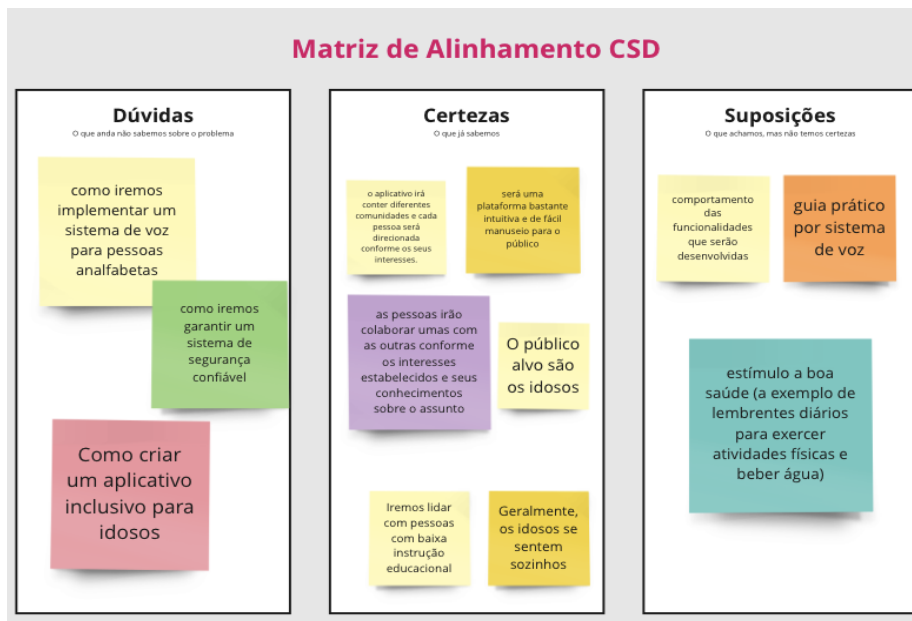 Matriz de Alinhamento CSD
Dúvidas
O que anda não sabemos sobre o problema
como iremos
implementar um
sistema de voz
para pessoas
analfabetas
como iremos
garantir um
sistema de
segurança
confiável
Como criar
um aplicativo
inclusivo para
idosos
Certezas
O que já sabemos
o aplicativo irá
conter diferentes
comunidades e cada
pessoa será
direcionada
conforme os seus
interesses.
será uma
plataforma bastante
intuitiva e de fácil
manuseio para o
público
as pessoas irão
colaborar umas com
as outras conforme
os interesses
estabelecidos e seus
conhecimentos
sobre o assunto
O público
alvo são
os idosos
Iremos lidar
com pessoas
com baixa
instrução
educacional
Geralmente,
os idosos se
sentem
sozinhos
Suposições
O que achamos, mas não temos certezas
comportamento
das
funcionalidades
que serão
desenvolvidas
guia prático
por sistema
de voz
estímulo a boa
saúde (a exemplo de
lembrentes diários
para exercer
atividades físicas e
beber água)